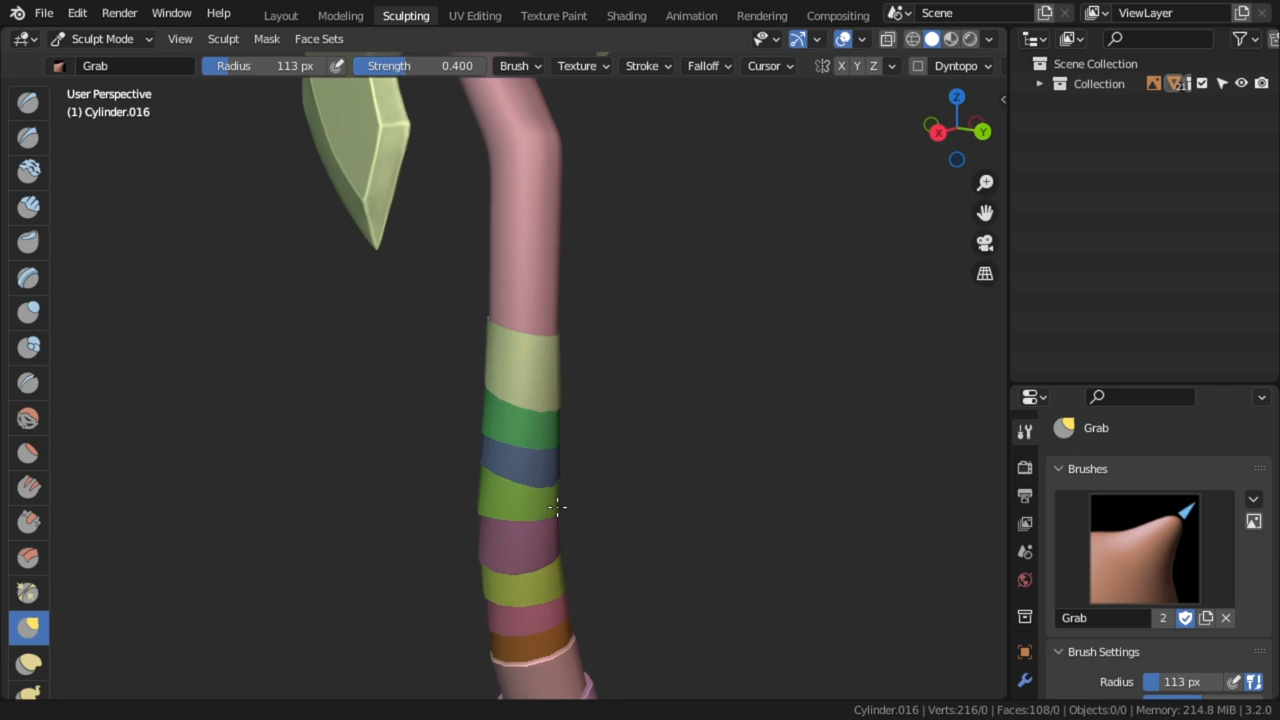 File Edit Render Window Help Layout Modeling Sculpting UV Editing Texture Paint Shading Animation Rendering Compositing Scene ViewLayer
Sculpt Mode View Sculpt Mask Face Sets
Grab Radius 113 px Strength 0.400 Brush Texture Stroke Falloff Cursor X Y Z Dyntopo
Scene Collection
Collection
User Perspective
(1) Cylinder.016
Z
X
Y
Grab
Brushes
Grab 2
Brush Settings
Radius 113 px
Cylinder.016 | Verts:216/0 | Faces:108/0 | Objects:0/0 | Memory: 214.8 MiB | 3.2.0